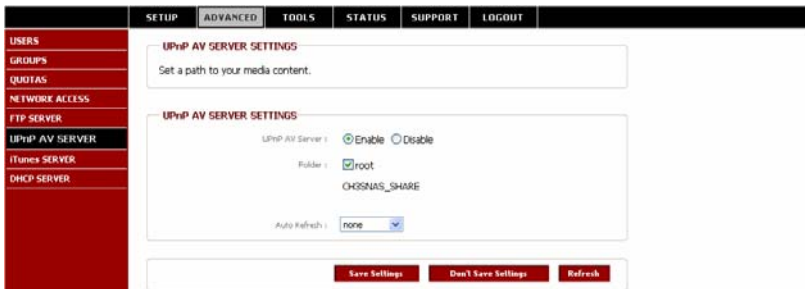 SETUP ADVANCED TOOLS STATUS SUPPORT LOGOUT
USERS
GROUPS
QUOTAS
NETWORK ACCESS
FTP SERVER
UPnP AV SERVER
iTunes SERVER
DHCP SERVER
UPnP AV SERVER SETTINGS
Set a path to your media content.
UPnP AV SERVER SETTINGS
UPnP AV Server : Enable Disable
Folder : root
CH3SNAS_SHARE
Auto Refresh : none
Save Settings Don't Save Settings Refresh